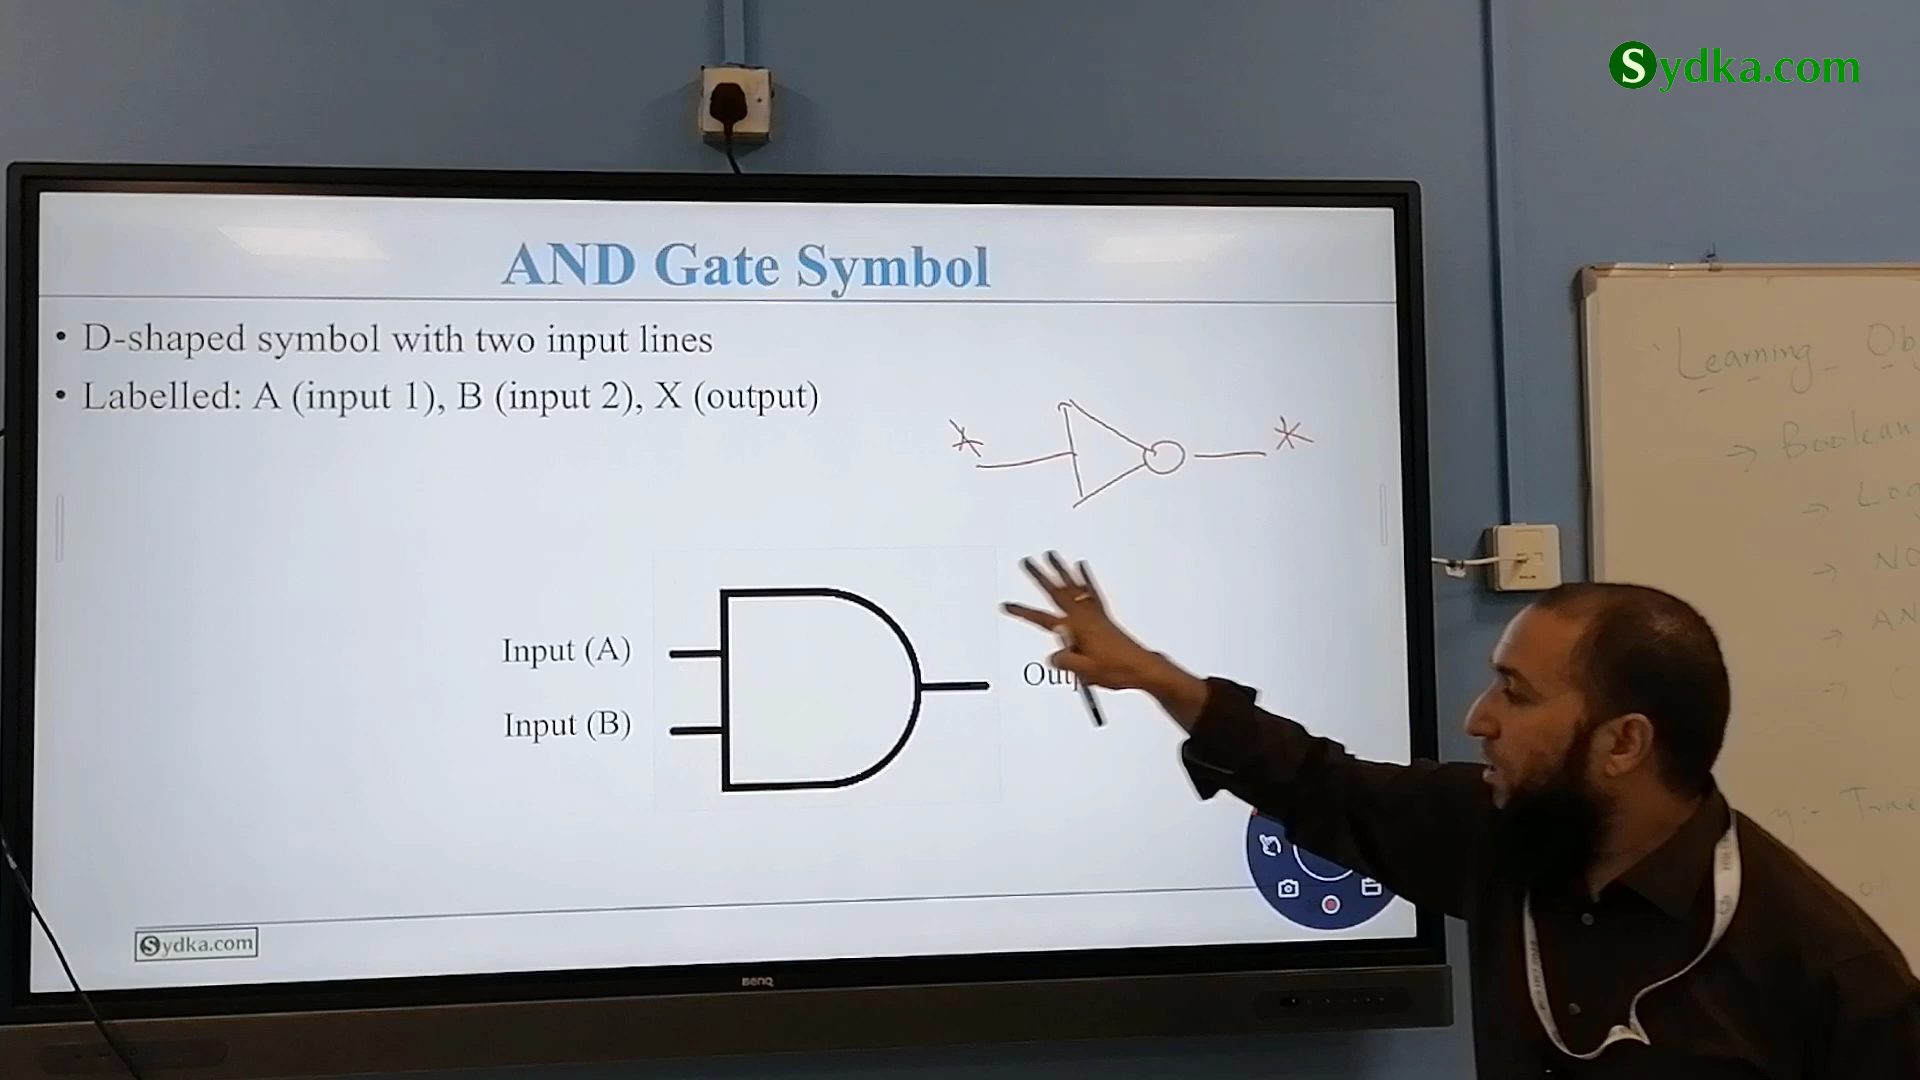 Sydka.com
AND Gate Symbol
• D-shaped symbol with two input lines
• Labelled: A (input 1), B (input 2), X (output)
Input (A)
Input (B)
Sydka.com
BenQ
Learning
→ Boolean
→
→
→
→